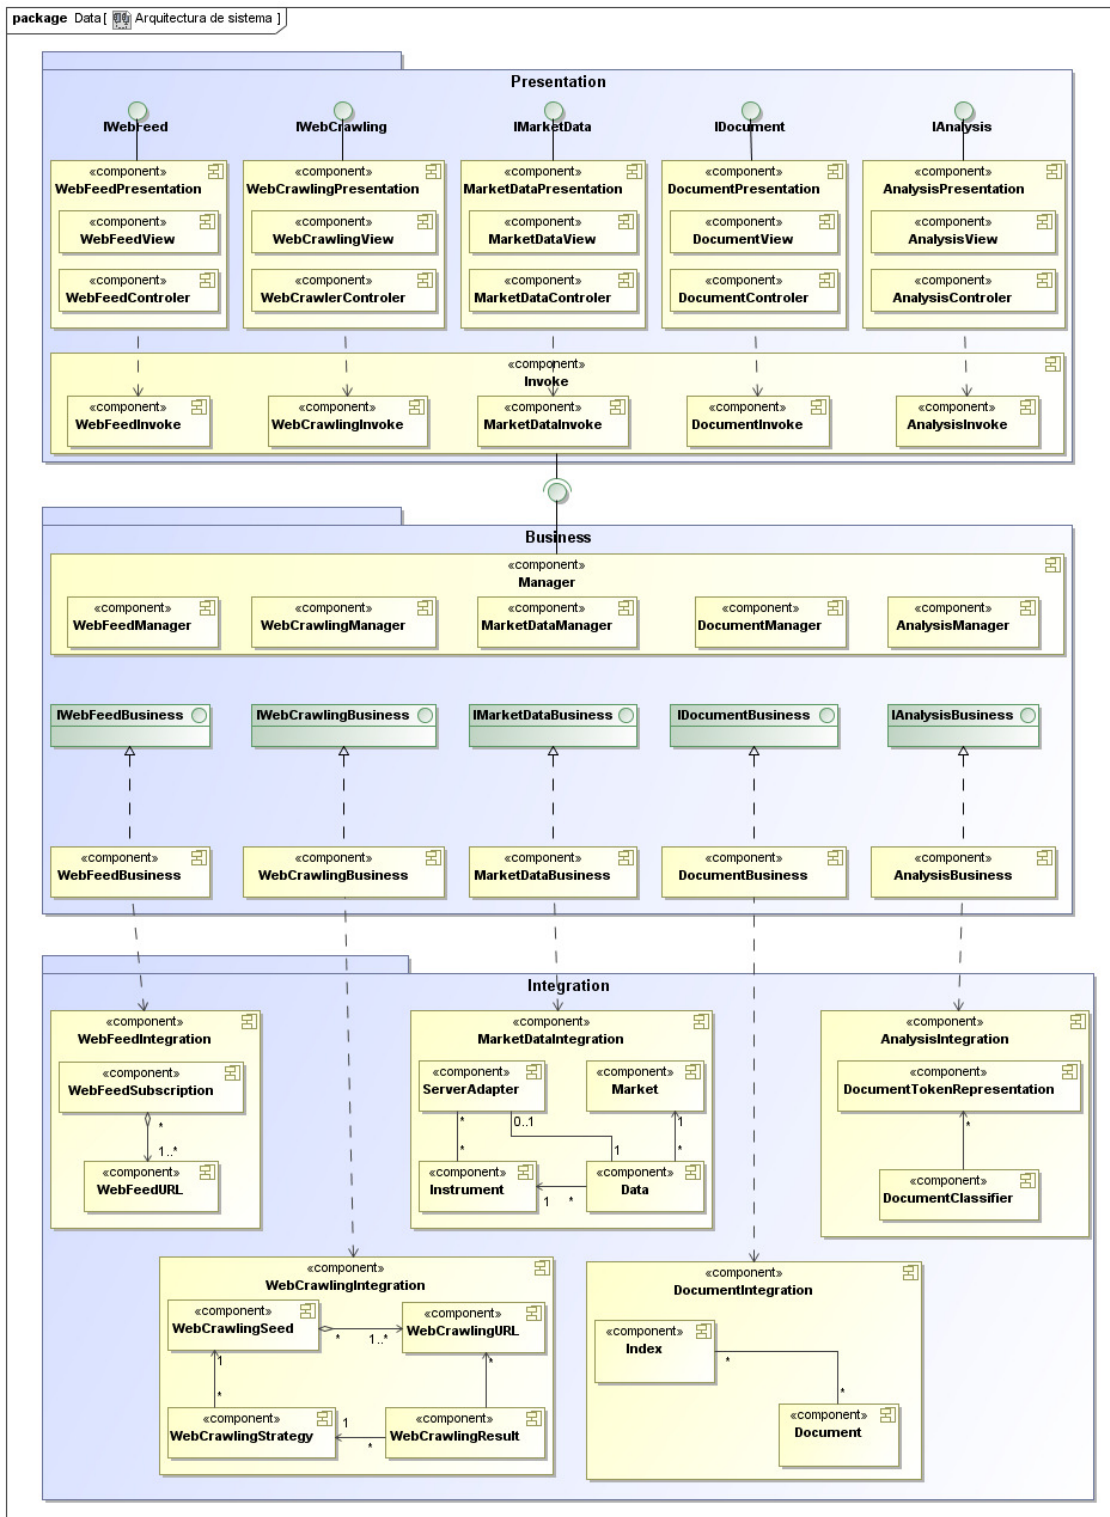 package Data [ Arquitectura de sistema ]
Presentation
IWebFeed
IWebCrawling
IMarketData
IDocument
IAnalysis
«component»
WebFeedPresentation
«component»
WebFeedView
«component»
WebFeedControler
«component»
WebCrawlingPresentation
«component»
WebCrawlingView
«component»
WebCrawlerControler
«component»
MarketDataPresentation
«component»
MarketDataView
«component»
MarketDataControler
«component»
DocumentPresentation
«component»
DocumentView
«component»
DocumentControler
«component»
AnalysisPresentation
«component»
AnalysisView
«component»
AnalysisControler
«component»
Invoke
«component»
WebFeedInvoke
«component»
WebCrawlingInvoke
«component»
MarketDataInvoke
«component»
DocumentInvoke
«component»
AnalysisInvoke
Business
«component»
Manager
«component»
WebFeedManager
«component»
WebCrawlingManager
«component»
MarketDataManager
«component»
DocumentManager
«component»
AnalysisManager
IWebFeedBusiness
IWebCrawlingBusiness
IMarketDataBusiness
IDocumentBusiness
IAnalysisBusiness
«component»
WebFeedBusiness
«component»
WebCrawlingBusiness
«component»
MarketDataBusiness
«component»
DocumentBusiness
«component»
AnalysisBusiness
Integration
«component»
WebFeedIntegration
«component»
WebFeedSubscription
*
1..*
«component»
WebFeedURL
«component»
MarketDataIntegration
«component»
ServerAdapter
«component»
Market
*
0..1
1
*
1
*
«component»
Instrument
1
*
«component»
Data
«component»
AnalysisIntegration
«component»
DocumentTokenRepresentation
*
«component»
DocumentClassifier
«component»
WebCrawlingIntegration
«component»
WebCrawlingSeed
*
1..*
«component»
WebCrawlingURL
1
*
*
«component»
WebCrawlingStrategy
1
*
«component»
WebCrawlingResult
«component»
DocumentIntegration
«component»
Index
*
*
«component»
Document